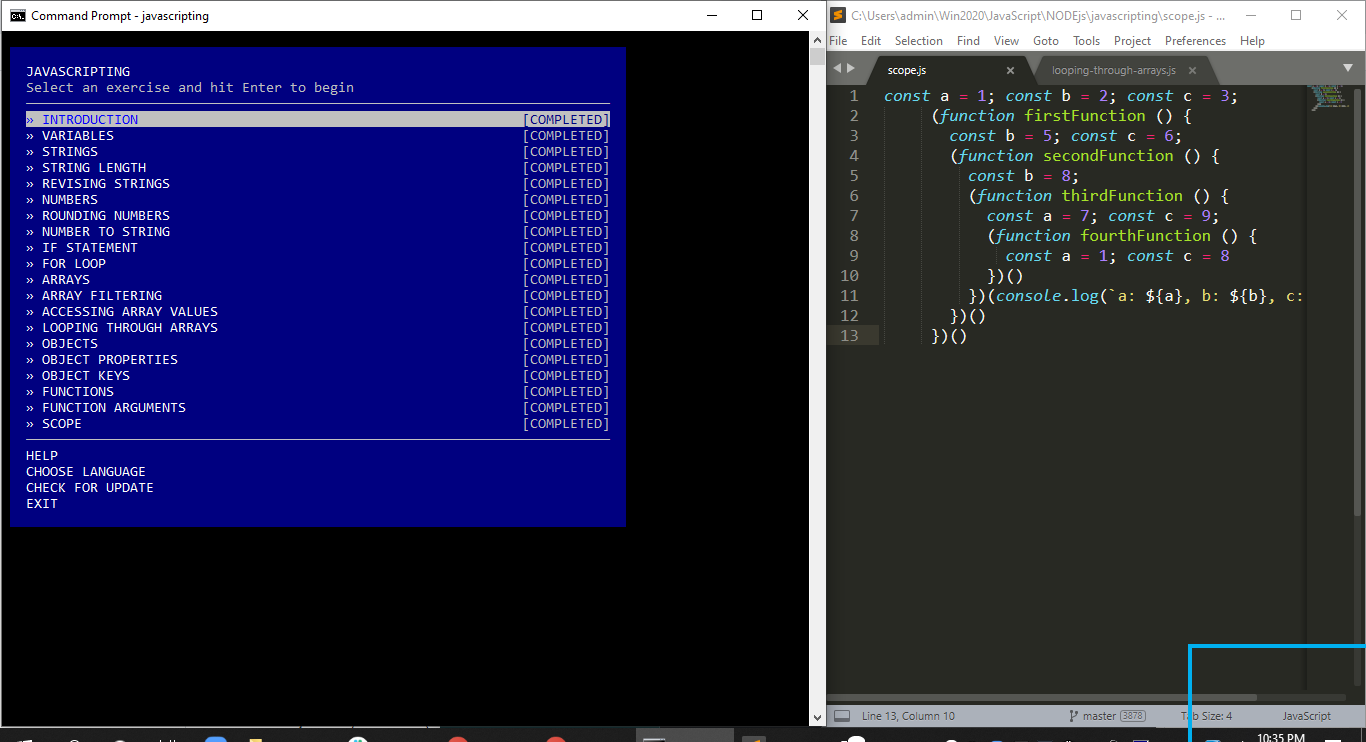 Command Prompt - javascripting
JAVASCRIPTING
Select an exercise and hit Enter to begin
» INTRODUCTION [COMPLETED]
» VARIABLES [COMPLETED]
» STRINGS [COMPLETED]
» STRING LENGTH [COMPLETED]
» REVISING STRINGS [COMPLETED]
» NUMBERS [COMPLETED]
» ROUNDING NUMBERS [COMPLETED]
» NUMBER TO STRING [COMPLETED]
» IF STATEMENT [COMPLETED]
» FOR LOOP [COMPLETED]
» ARRAYS [COMPLETED]
» ARRAY FILTERING [COMPLETED]
» ACCESSING ARRAY VALUES [COMPLETED]
» LOOPING THROUGH ARRAYS [COMPLETED]
» OBJECTS [COMPLETED]
» OBJECT PROPERTIES [COMPLETED]
» OBJECT KEYS [COMPLETED]
» FUNCTIONS [COMPLETED]
» FUNCTION ARGUMENTS [COMPLETED]
» SCOPE [COMPLETED]
HELP
CHOOSE LANGUAGE
CHECK FOR UPDATE
EXIT
C:\Users\admin\Win2020\JavaScript\NODEjs\javascripting\scope.js - ...
File Edit Selection Find View Goto Tools Project Preferences Help
scope.js looping-through-arrays.js
1 const a = 1; const b = 2; const c = 3;
2 (function firstFunction () {
3 const b = 5; const c = 6;
4 (function secondFunction () {
5 const b = 8;
6 (function thirdFunction () {
7 const a = 7; const c = 9;
8 (function fourthFunction () {
9 const a = 1; const c = 8
10 })()
11 })(console.log(`a: ${a}, b: ${b}, c:
12 })()
13 })()
Line 13, Column 10 master 3878 Tab Size: 4 JavaScript
10:35 PM